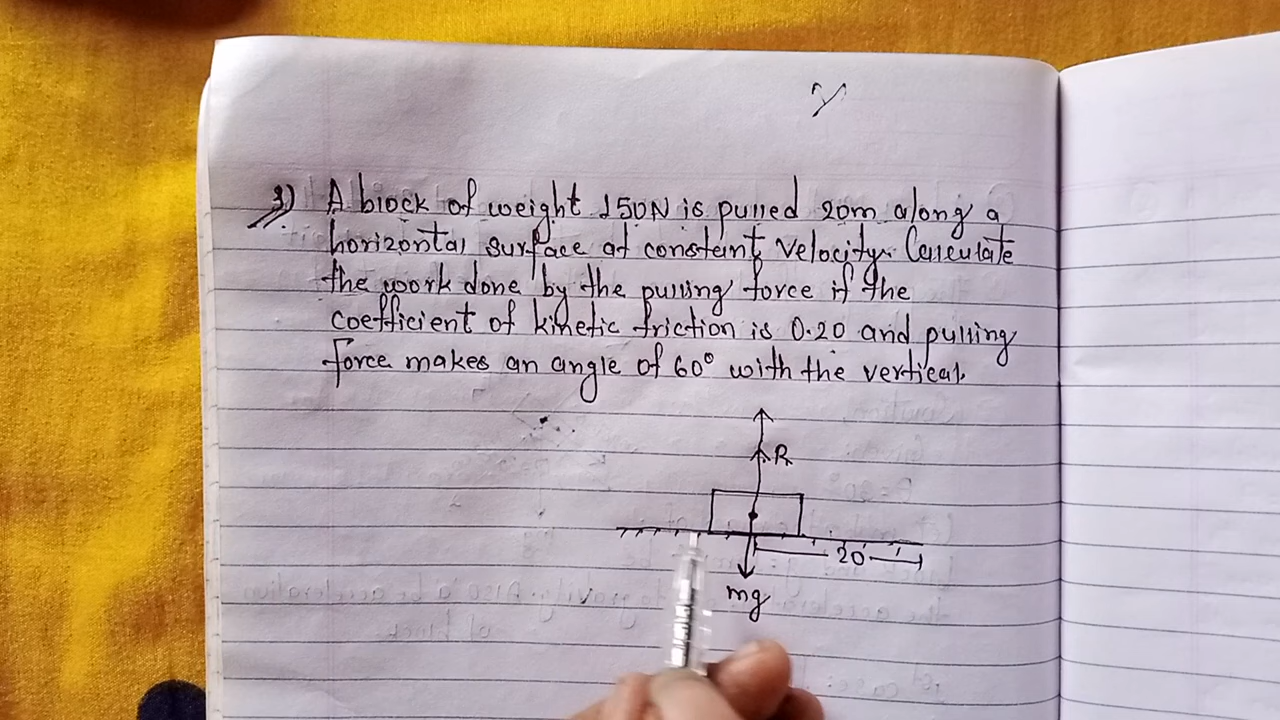 3) A block of weight 150N is pulled 20m along a
horizontal surface at constant velocity. Calculate
the work done by the pulling force if the
coefficient of kinetic friction is 0.20 and pulling
force makes an angle of 60° with the vertical.
R
20
mg